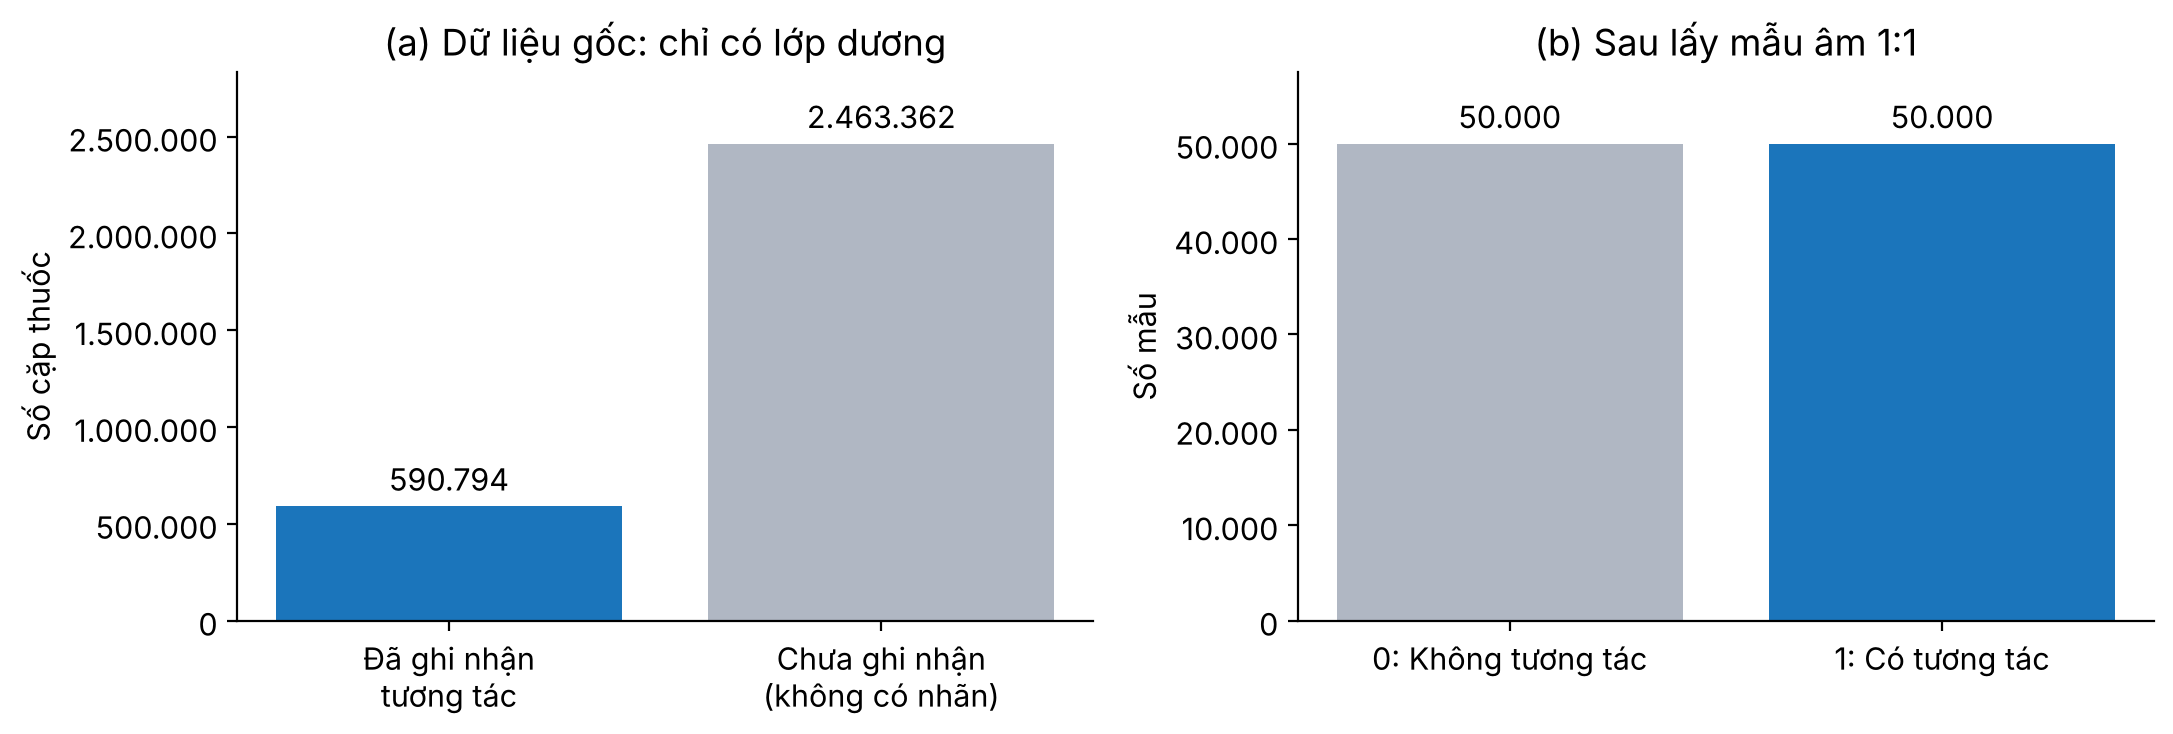 (a) Dữ liệu gốc: chỉ có lớp dương
Số cặp thuốc
2.500.000
2.000.000
1.500.000
1.000.000
500.000
0
590.794
2.463.362
Đã ghi nhận
tương tác
Chưa ghi nhận
(không có nhãn)
(b) Sau lấy mẫu âm 1:1
Số mẫu
50.000
40.000
30.000
20.000
10.000
0
50.000
50.000
0: Không tương tác
1: Có tương tác